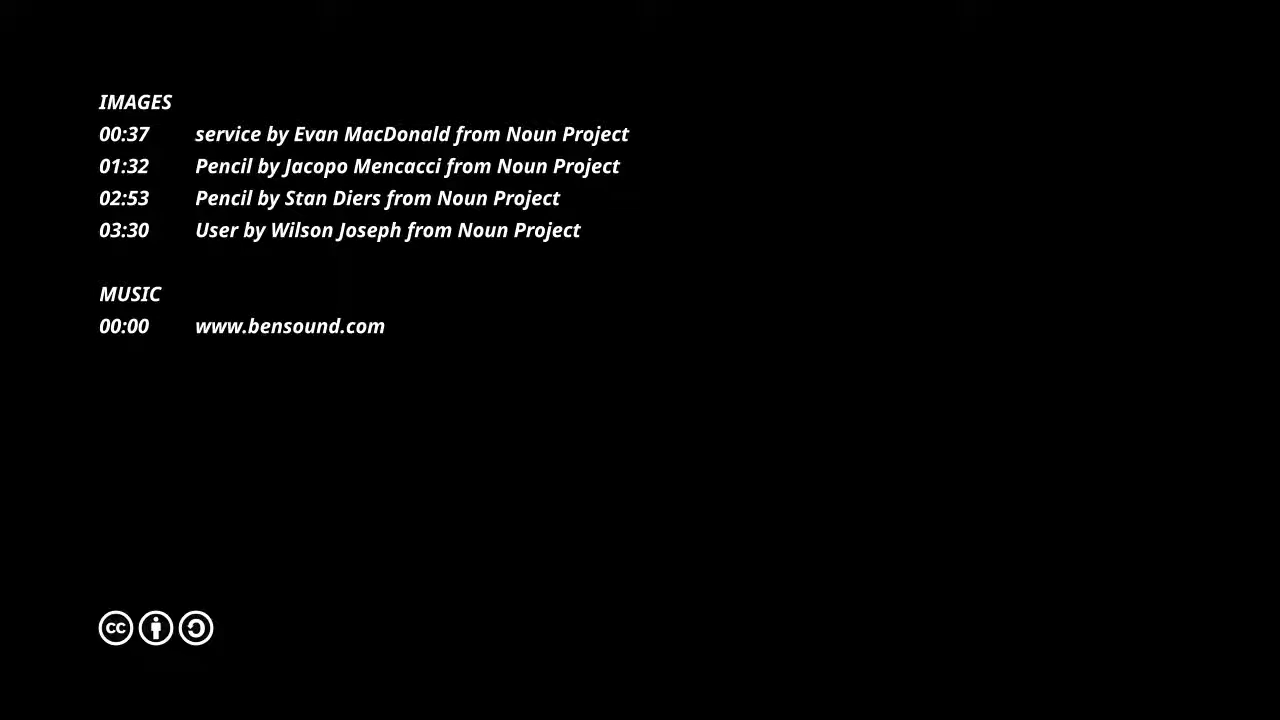 IMAGES
00:37 service by Evan MacDonald from Noun Project
01:32 Pencil by Jacopo Mencacci from Noun Project
02:53 Pencil by Stan Diers from Noun Project
03:30 User by Wilson Joseph from Noun Project
MUSIC
00:00 www.bensound.com
cc